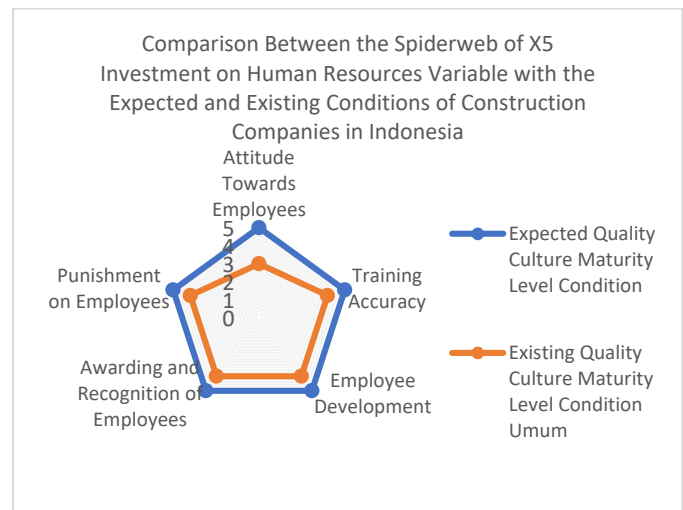 Comparison Between the Spiderweb of X5
Investment on Human Resources Variable with the
Expected and Existing Conditions of Construction
Companies in Indonesia
Attitude
Towards
Employees
5
4
3
2
1
0
Training
Accuracy
Employee
Development
Awarding and
Recognition of
Employees
Punishment
on Employees
Expected Quality
Culture Maturity
Level Condition
Existing Quality
Culture Maturity
Level Condition
Umum